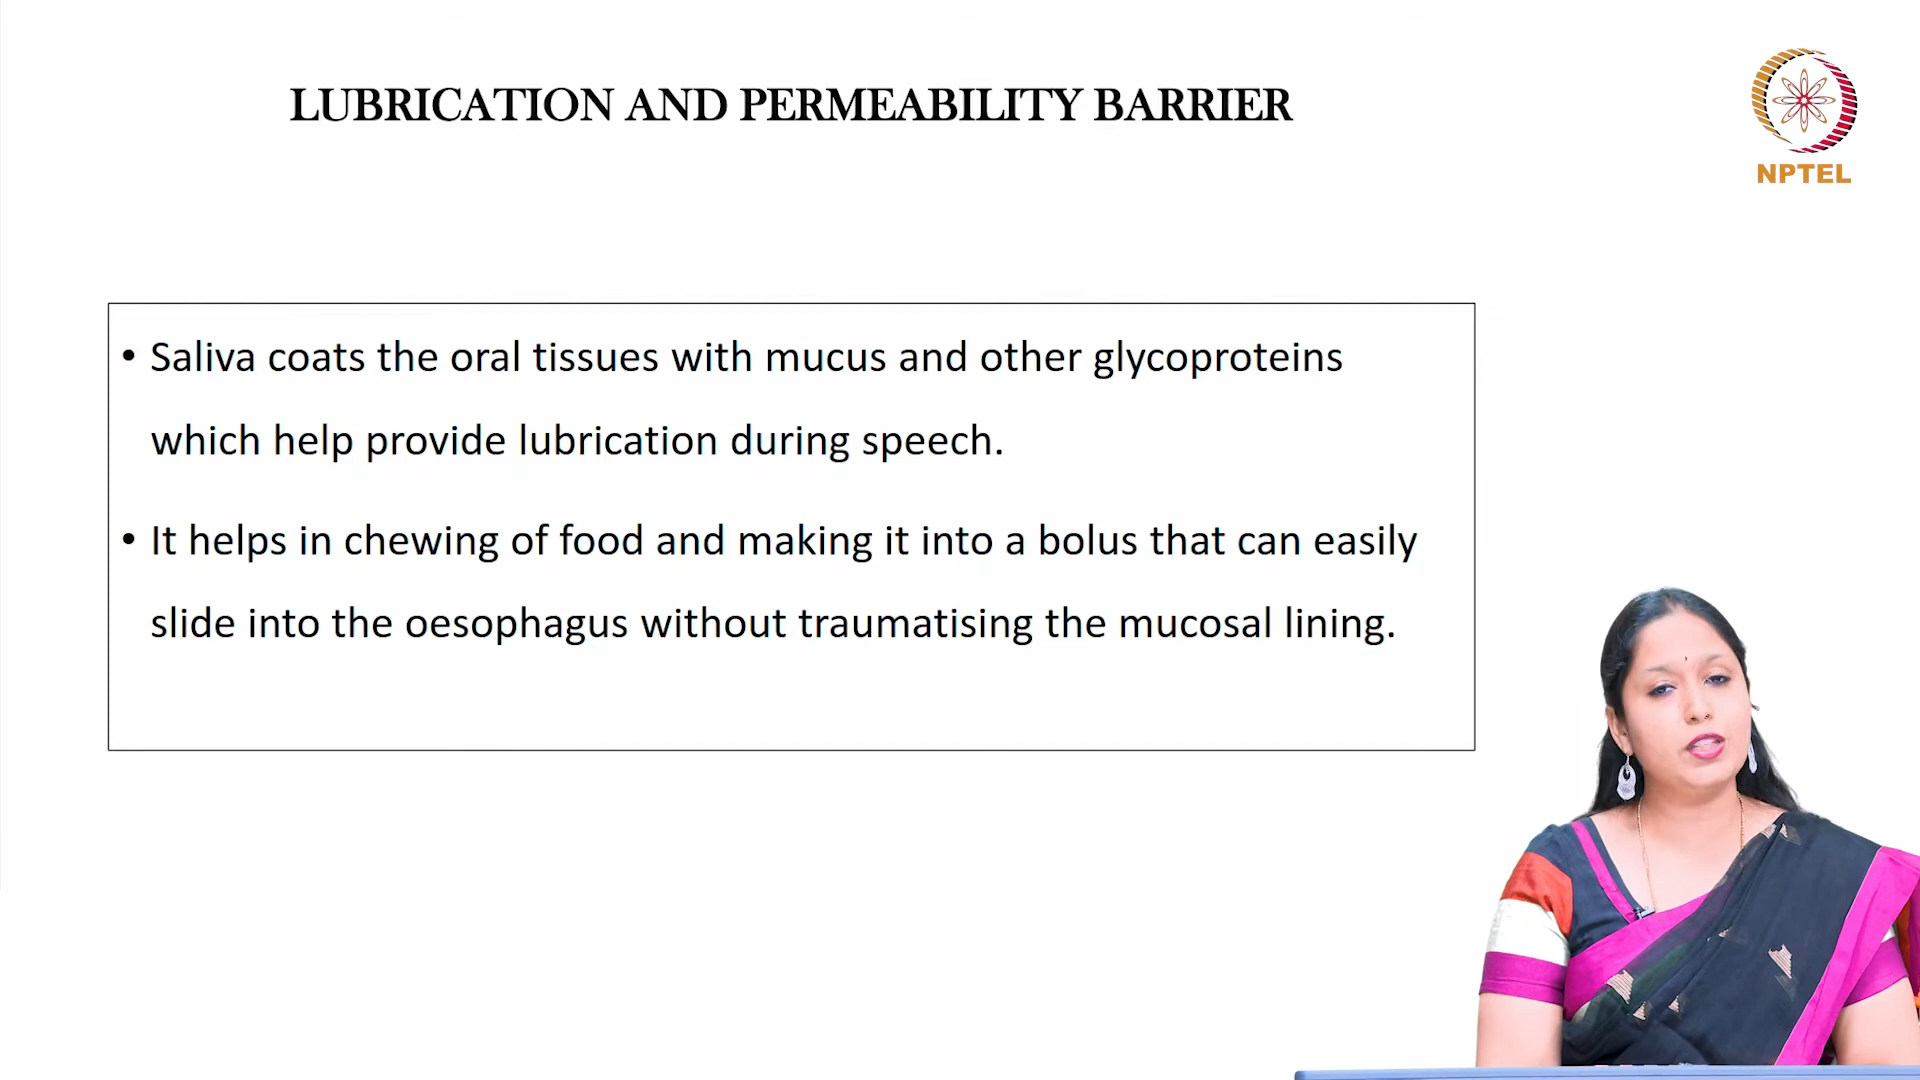 LUBRICATION AND PERMEABILITY BARRIER
NPTEL
• Saliva coats the oral tissues with mucus and other glycoproteins
which help provide lubrication during speech.
• It helps in chewing of food and making it into a bolus that can easily
slide into the oesophagus without traumatising the mucosal lining.